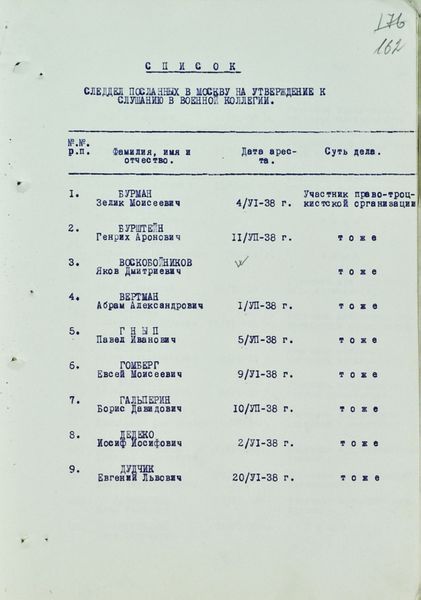 176
162
СПИСОК
СЛЕДДЕЛ ПОСЛАННЫХ В МОСКВУ НА УТВЕРЖДЕНИЕ К
СЛУШАНИЮ В ВОЕННОЙ КОЛЛЕГИИ.
№.№. Фамилия, имя и Дата арес- Суть дела.
р.п. отчество. та.
1. БУРМАН Участник право-троц-
Зелик Моисеевич 4/УI-38 г. кистской организации
2. БУРШТЕЙН
Генрих Аронович II/УП-38 г. тоже
3. ВОСКОБОЙНИКОВ
Яков Дмитриевич тоже
4. ВЕРТМАН
Абрам Александрович I/УП-38 г. тоже
5. ГНЫП
Павел Иванович 5/УП-38 г. тоже
6. ГОМБЕРГ
Евсей Моисеевич 9/УI-38 г. тоже
7. ГАЛЬПЕРИН
Борис Давидович IO/УП-38 г. тоже
8. ДЕДЕКО
Иосиф Иосифович 2/УI-38 г. тоже
9. ДУДЧИК
Евгений Львович 20/УI-38 г. тоже